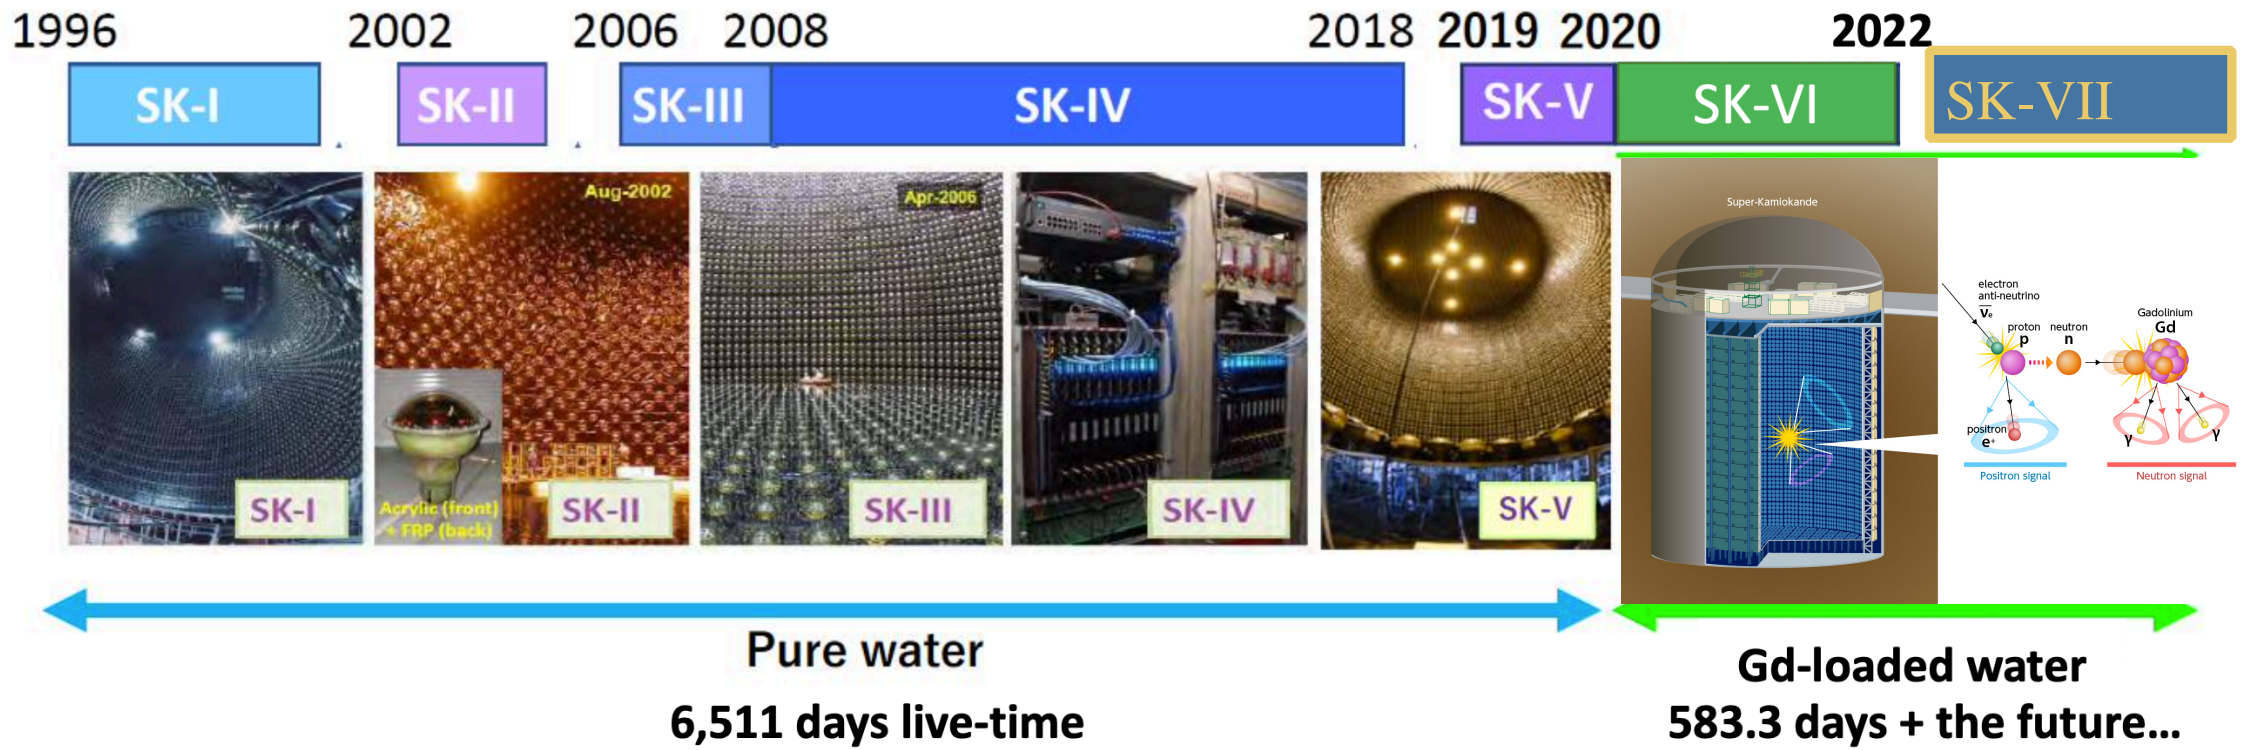 1996 2002 2006 2008 2018 2019 2020 2022
SK-I SK-II SK-III SK-IV SK-V SK-VI SK-VII
Aug-2002
Acrylic (front)
+ FRP (back)
Apr-2006
SK-I SK-II SK-III SK-IV SK-V
Super-Kamiokande
electron
anti-neutrino
ν̅e
proton
p
neutron
n
Gadolinium
Gd
positron
e⁺
γ γ
Positron signal
Neutron signal
Pure water
6,511 days live-time
Gd-loaded water
583.3 days + the future...